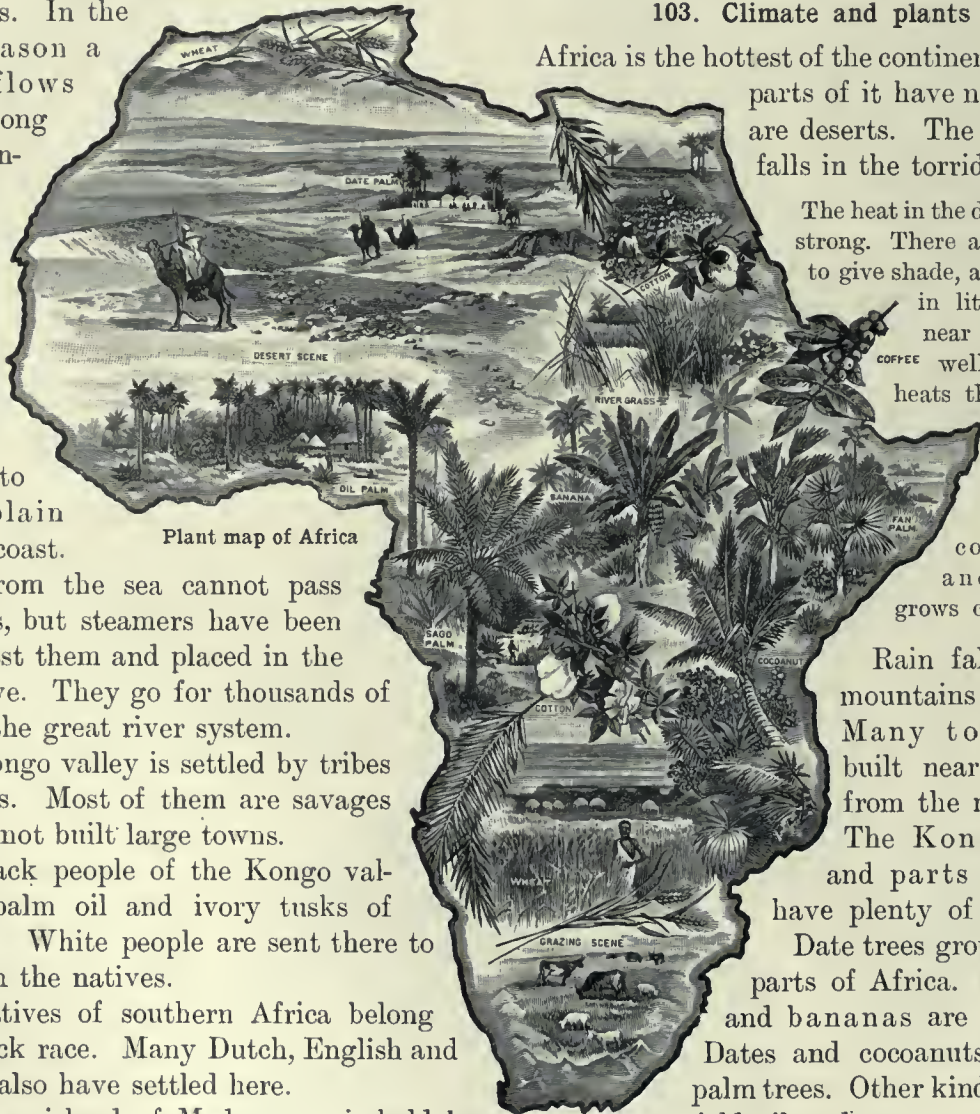 s. In the
ason a
flows
ong
n-
to
lain
coast.
rom the sea cannot pass
s, but steamers have been
st them and placed in the
ve. They go for thousands of
he great river system.
ongo valley is settled by tribes
s. Most of them are savages
not built large towns.
ack people of the Kongo val-
palm oil and ivory tusks of
White people are sent there to
n the natives.
tives of southern Africa belong
ck race. Many Dutch, English and
also have settled here.
WHEAT
DATE PALM
COTTON
DESERT SCENE
COFFEE
RIVER GRASS
OIL PALM
BANANA
FAN
PALM
SAGO
PALM
COCOANUT
COTTON
WHEAT
GRAZING SCENE
Plant map of Africa
103. Climate and plants
Africa is the hottest of the continen
parts of it have n
are deserts. The
falls in the torrid
The heat in the d
strong. There a
to give shade, a
in lit
near
well
heats th
co
and
grows o
Rain fal
mountains
Many to
built near
from the r
The Kon
and parts
have plenty of
Date trees grow
parts of Africa.
and bananas are
Dates and cocoanuts
palm trees. Other kind